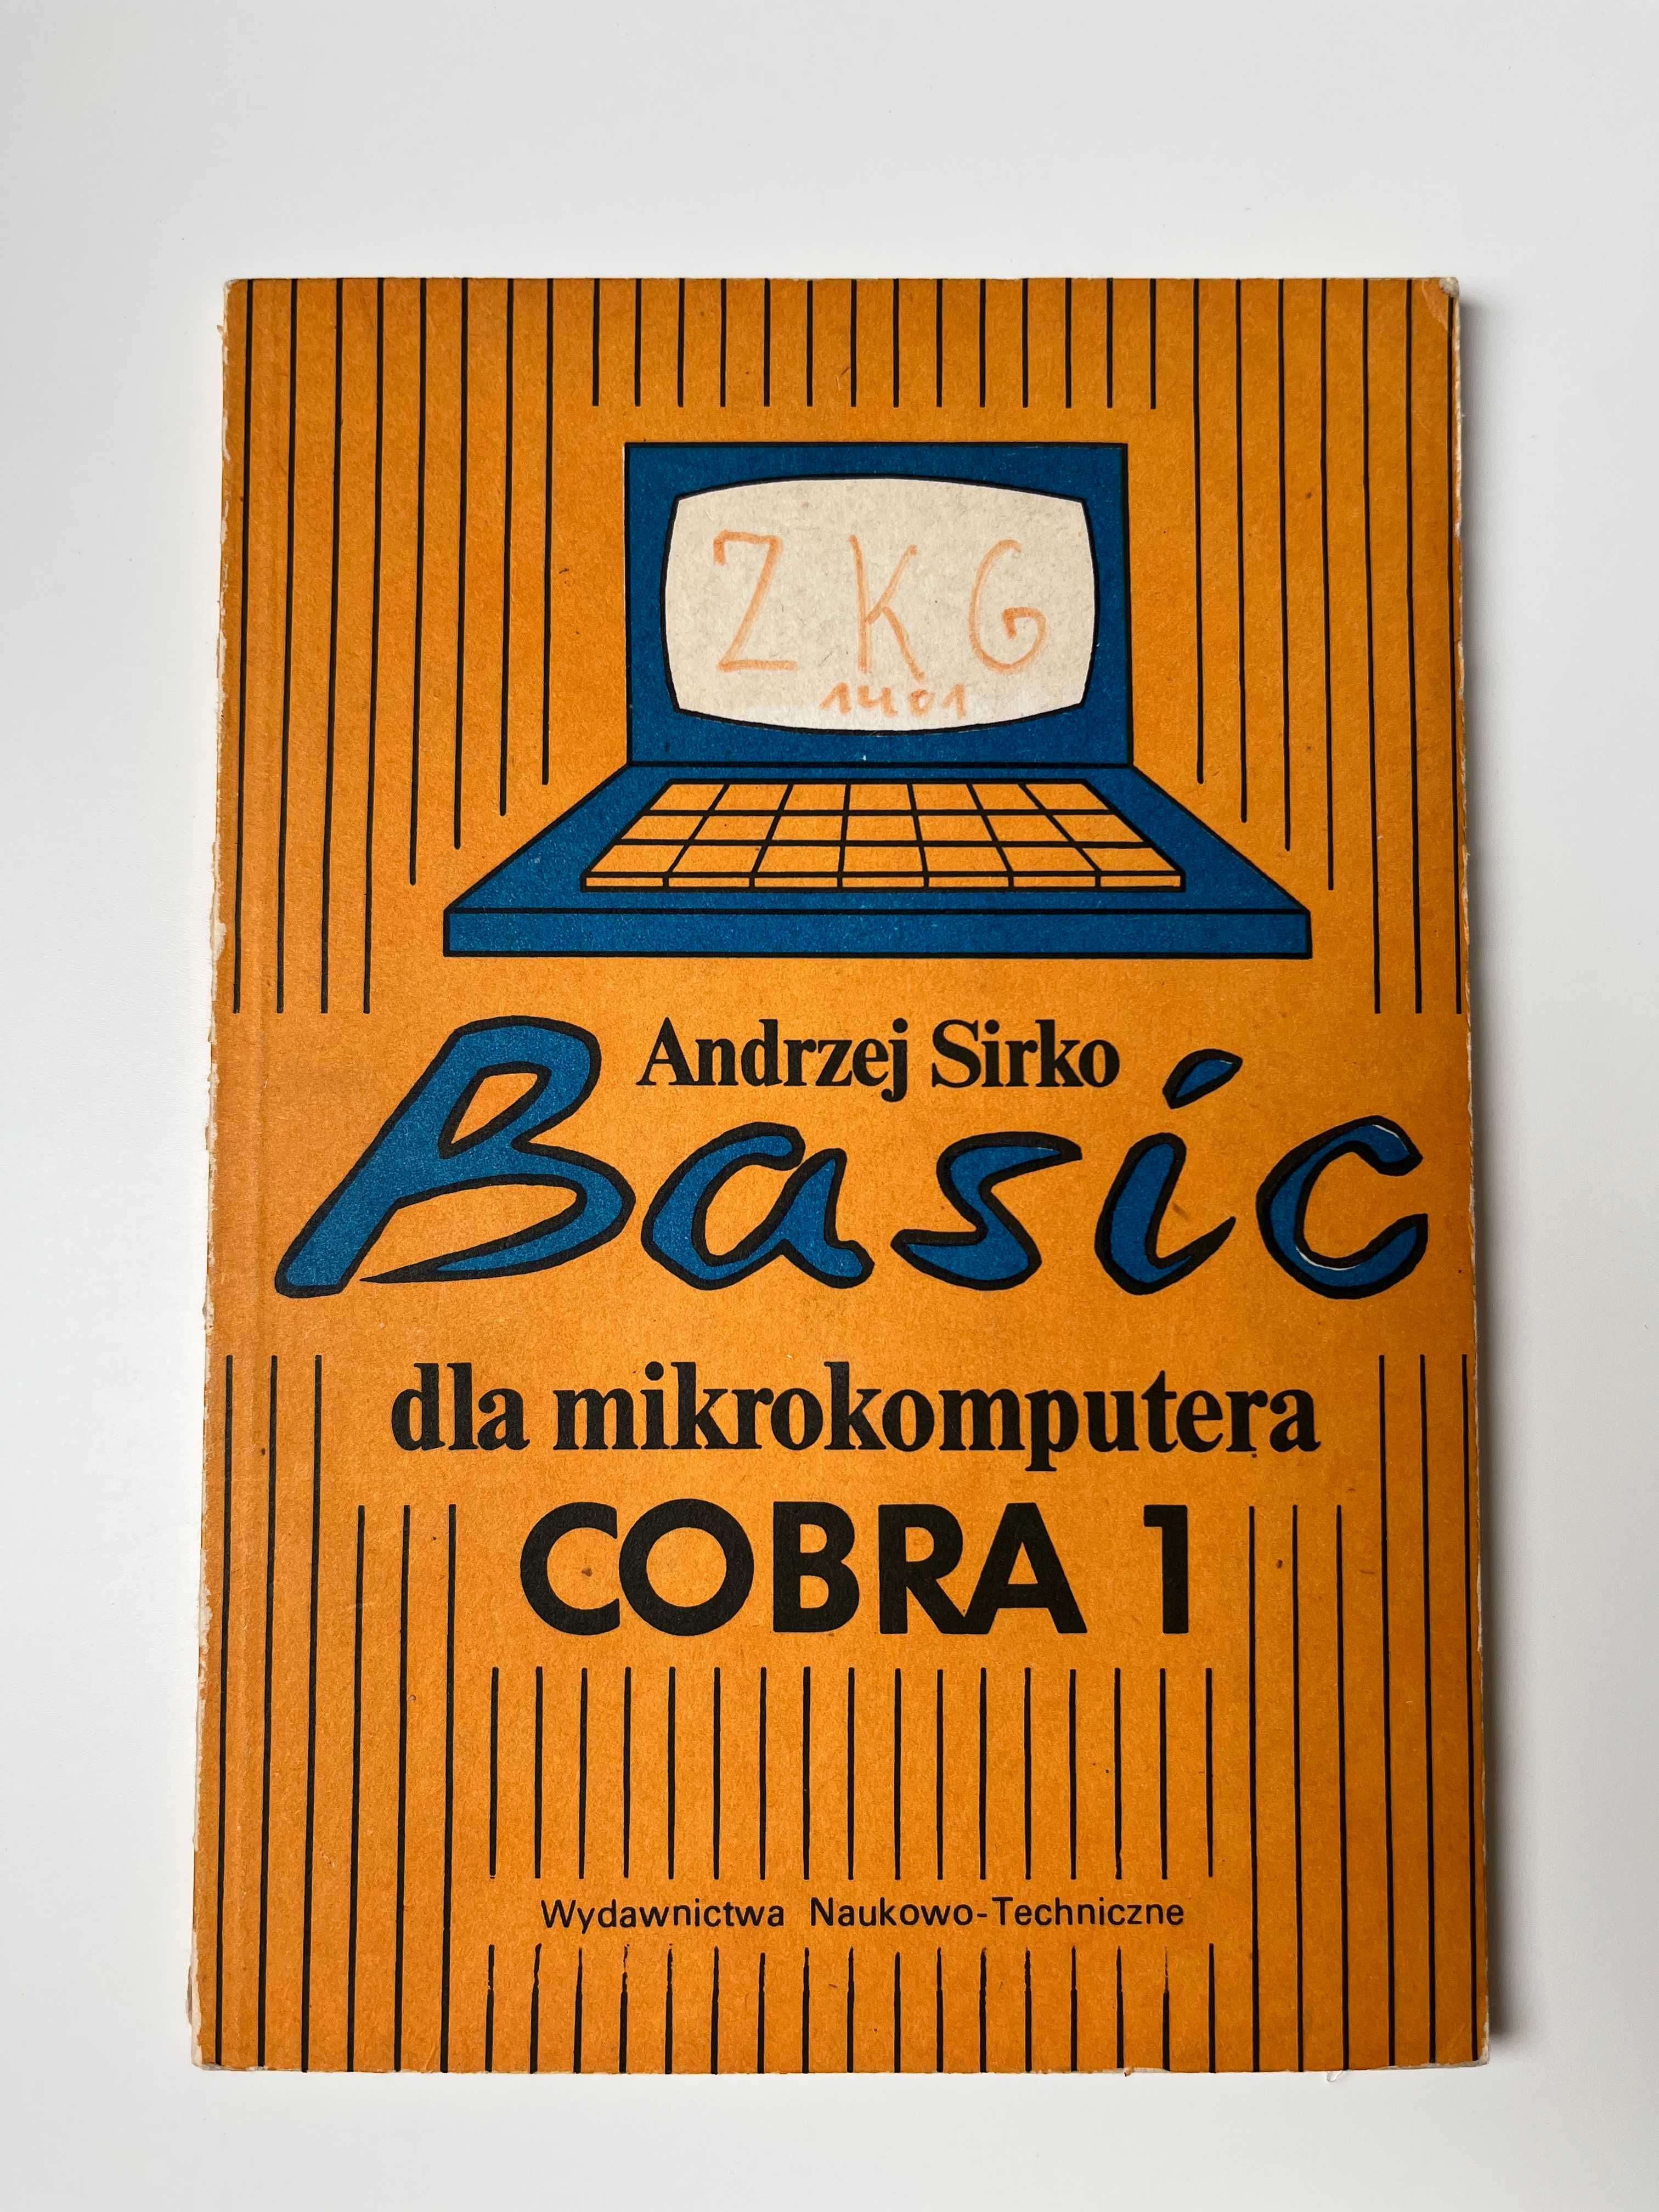 ZKG
1401
Andrzej Sirko
Basic
dla mikrokomputera
COBRA 1
Wydawnictwa Naukowo-Techniczne